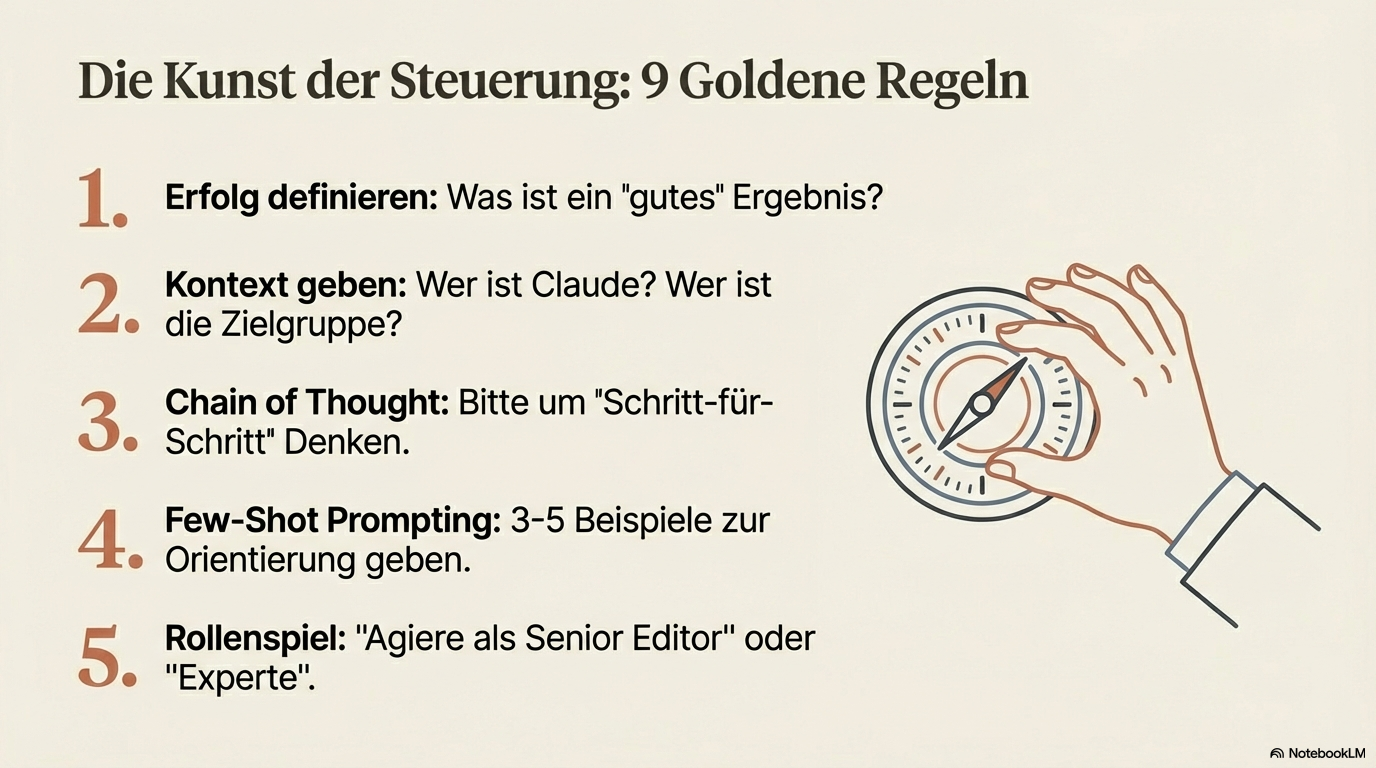 Die Kunst der Steuerung: 9 Goldene Regeln
1. Erfolg definieren: Was ist ein "gutes" Ergebnis?
2. Kontext geben: Wer ist Claude? Wer ist
die Zielgruppe?
3. Chain of Thought: Bitte um "Schritt-für-
Schritt" Denken.
4. Few-Shot Prompting: 3-5 Beispiele zur
Orientierung geben.
5. Rollenspiel: "Agiere als Senior Editor" oder
"Experte".
NotebookLM